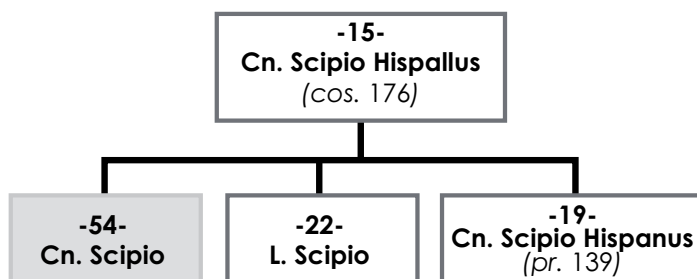 -15-
Cn. Scipio Hispallus
(cos. 176)
-54-
Cn. Scipio
-22-
L. Scipio
-19-
Cn. Scipio Hispanus
(pr. 139)